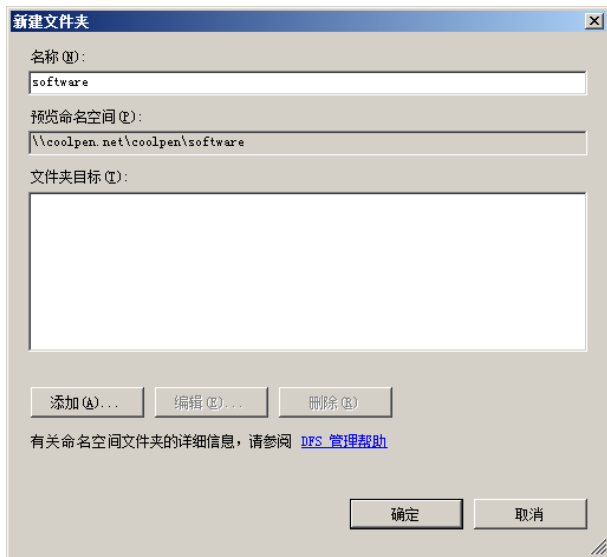 新建文件夹
名称(N):
software
预览命名空间(P):
\\coolpen.net\coolpen\software
文件夹目标(T):
添加(A)... 编辑(E)... 删除(R)
有关命名空间文件夹的详细信息，请参阅 DFS 管理帮助
确定 取消